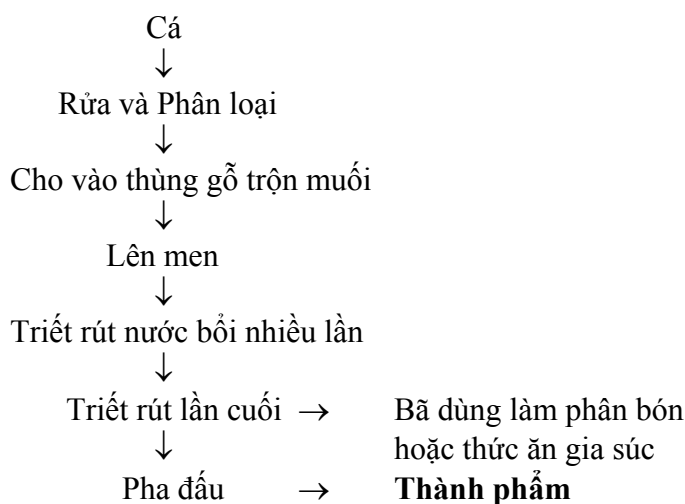 Cá
↓
Rửa và Phân loại
↓
Cho vào thùng gỗ trộn muối
↓
Lên men
↓
Triết rút nước bổi nhiều lần
↓
Triết rút lần cuối → Bã dùng làm phân bón
↓ hoặc thức ăn gia súc
Pha đấu → Thành phẩm